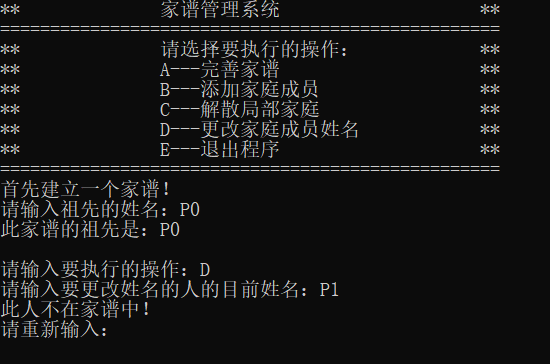 ** 家谱管理系统 **
==================================================
** 请选择要执行的操作: **
** A---完善家谱 **
** B---添加家庭成员 **
** C---解散局部家庭 **
** D---更改家庭成员姓名 **
** E---退出程序 **
==================================================
首先建立一个家谱!
请输入祖先的姓名: P0
此家谱的祖先是: P0
请输入要执行的操作: D
请输入要更改姓名的人的目前姓名: P1
此人不在家谱中!
请重新输入: